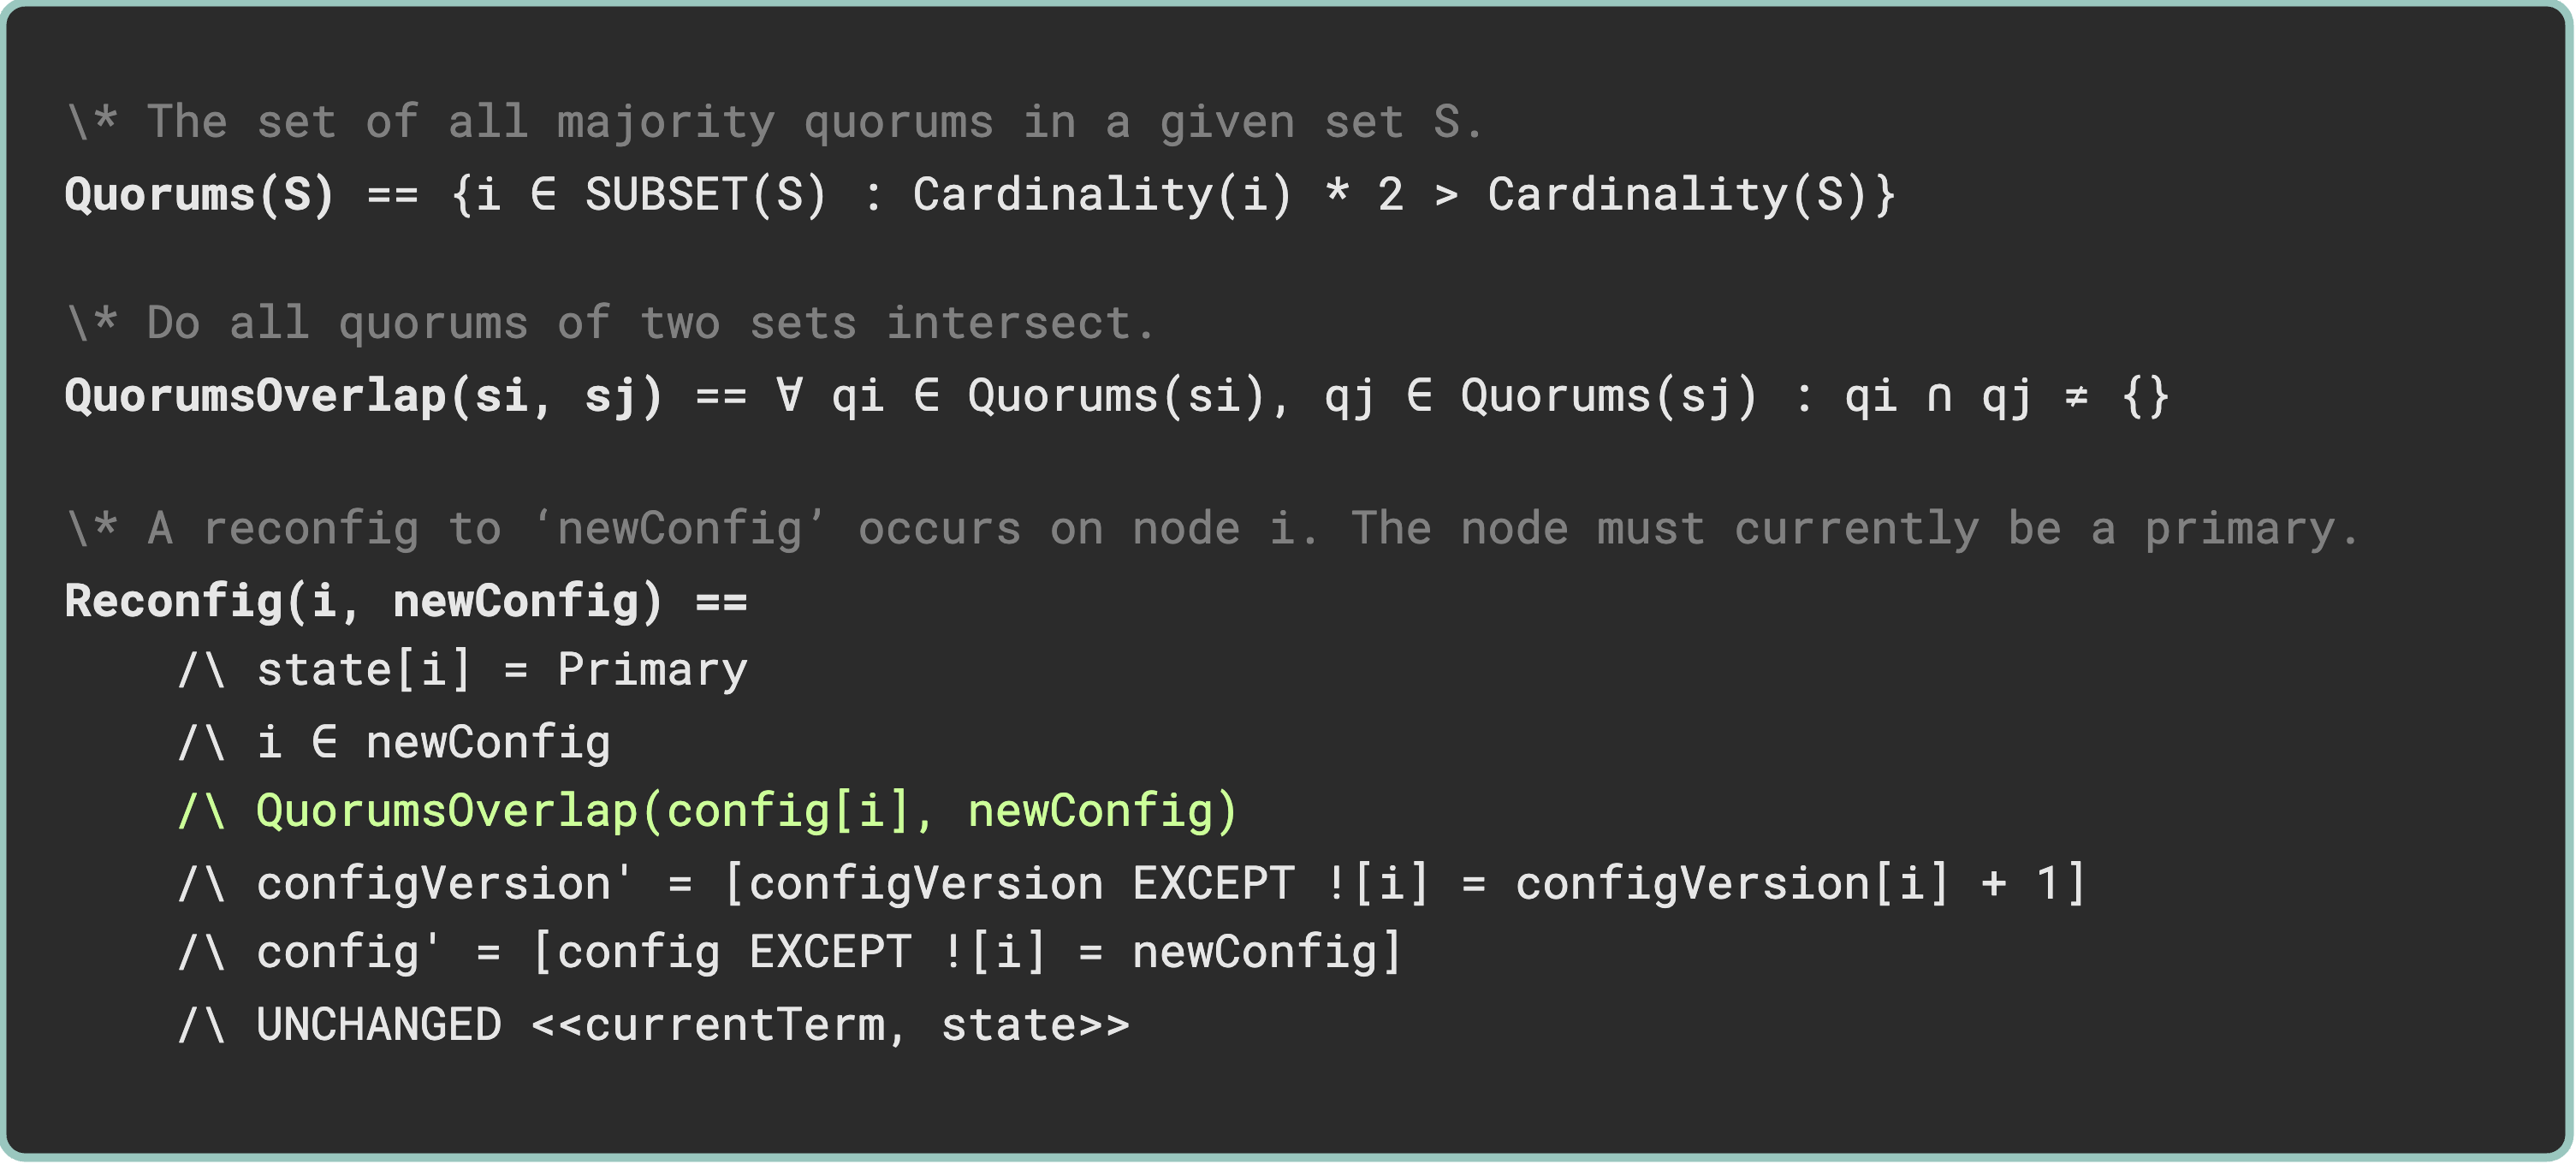 \* The set of all majority quorums in a given set S.
Quorums(S) == {i ∈ SUBSET(S) : Cardinality(i) * 2 > Cardinality(S)}
\* Do all quorums of two sets intersect.
QuorumsOverlap(si, sj) == ∀ qi ∈ Quorums(si), qj ∈ Quorums(sj) : qi ∩ qj ≠ {}
\* A reconfig to ‘newConfig’ occurs on node i. The node must currently be a primary.
Reconfig(i, newConfig) ==
/\ state[i] = Primary
/\ i ∈ newConfig
/\ QuorumsOverlap(config[i], newConfig)
/\ configVersion' = [configVersion EXCEPT ![i] = configVersion[i] + 1]
/\ config' = [config EXCEPT ![i] = newConfig]
/\ UNCHANGED <<currentTerm, state>>